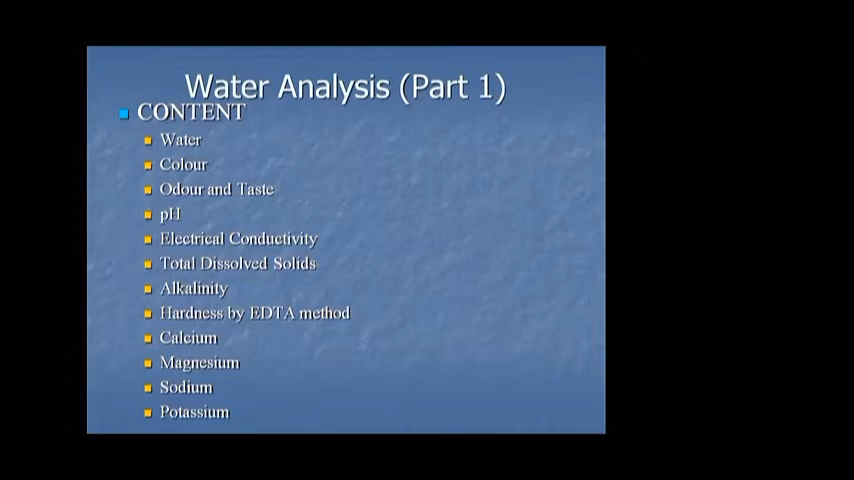 Water Analysis (Part 1)
CONTENT
Water
Colour
Odour and Taste
pH
Electrical Conductivity
Total Dissolved Solids
Alkalinity
Hardness by EDTA method
Calcium
Magnesium
Sodium
Potassium